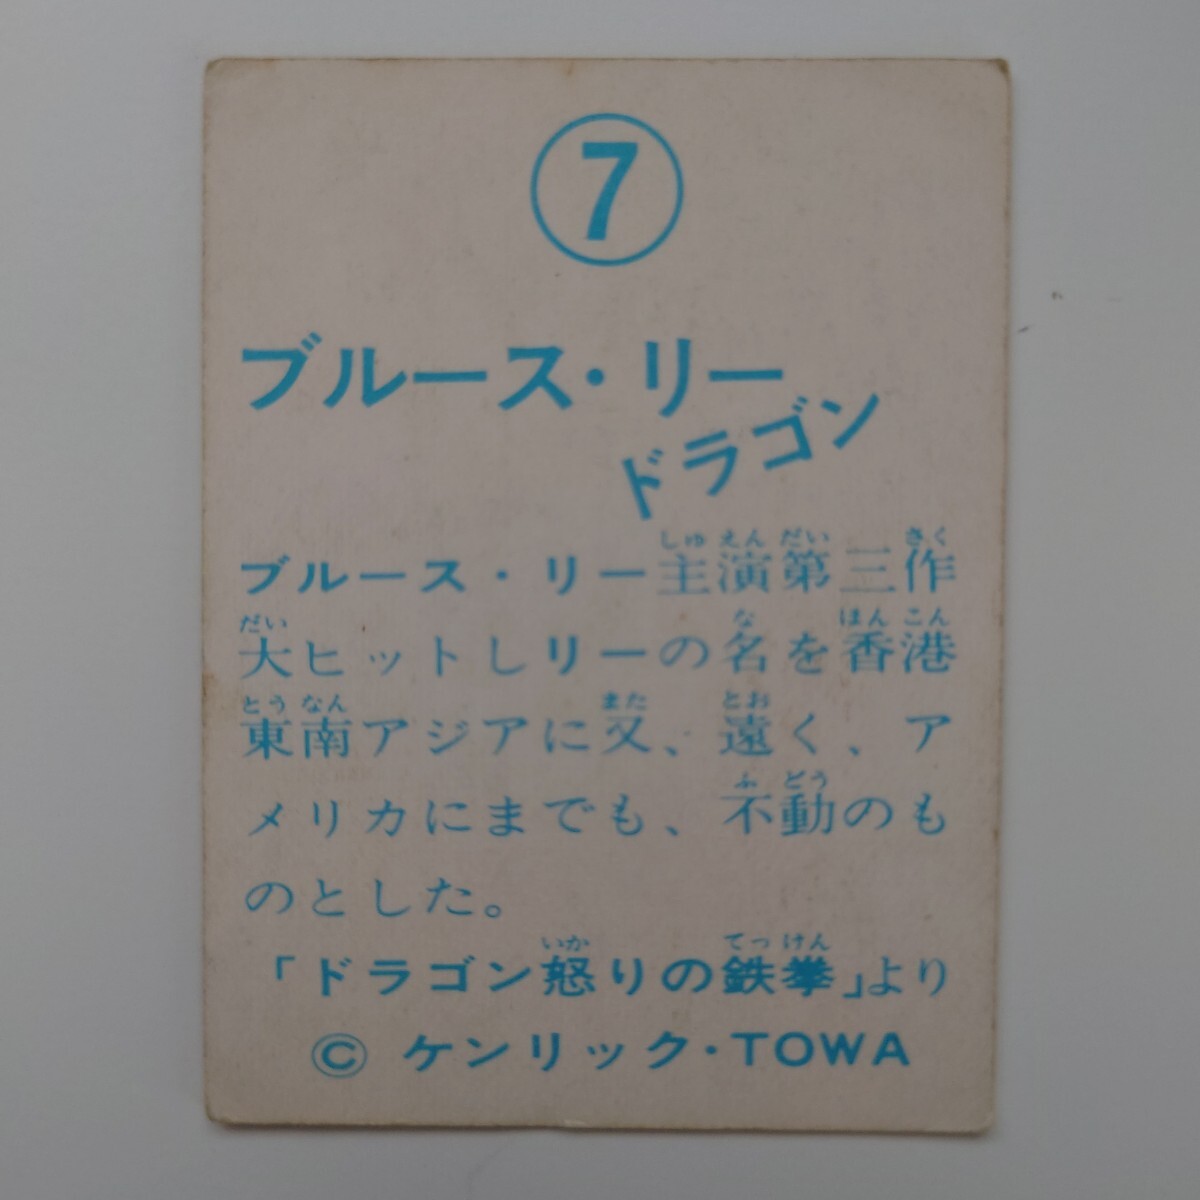 7
ブルース・リー
ドラゴン
ブルース・リー主演第三作
大ヒットしリーの名を香港
東南アジアに又、遠く、ア
メリカにまでも、不動のも
のとした。
「ドラゴン怒りの鉄拳」より
© ケンリック・TOWA